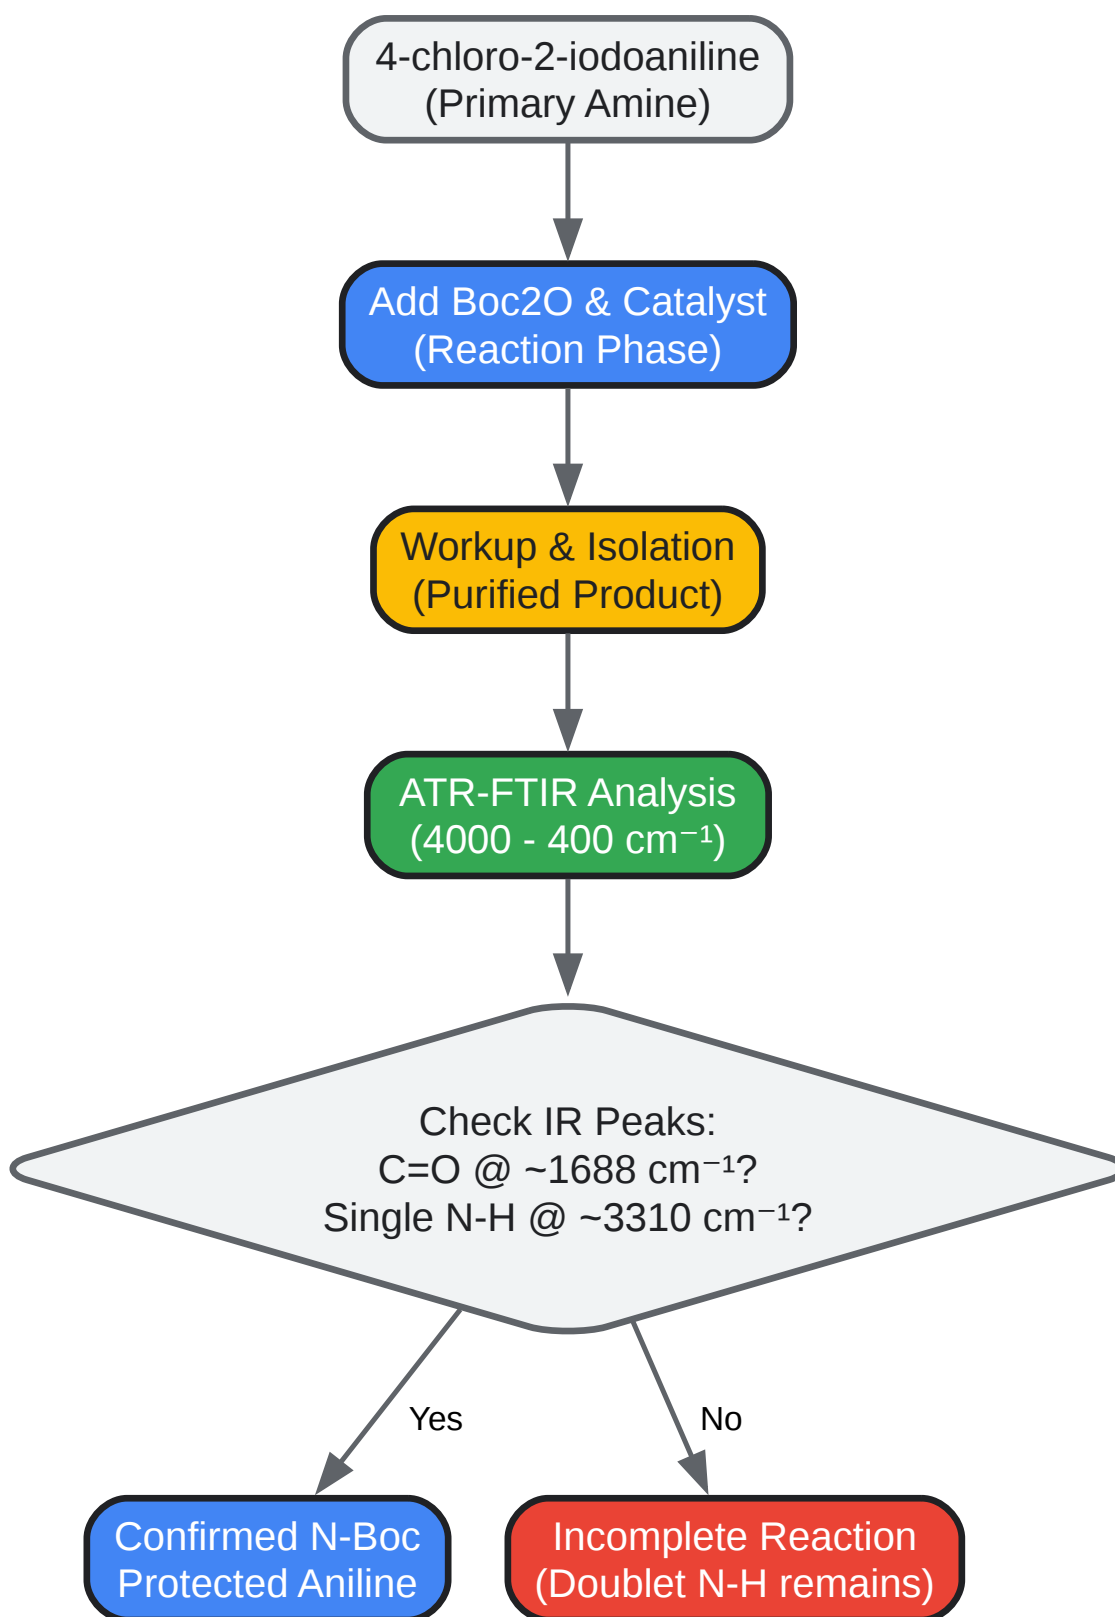 4-chloro-2-iodoaniline
(Primary Amine)
Add Boc2O & Catalyst
(Reaction Phase)
Workup & Isolation
(Purified Product)
ATR-FTIR Analysis
(4000 - 400 cm⁻¹)
Check IR Peaks:
C=O @ ~1688 cm⁻¹?
Single N-H @ ~3310 cm⁻¹?
Yes
No
Confirmed N-Boc
Protected Aniline
Incomplete Reaction
(Doublet N-H remains)